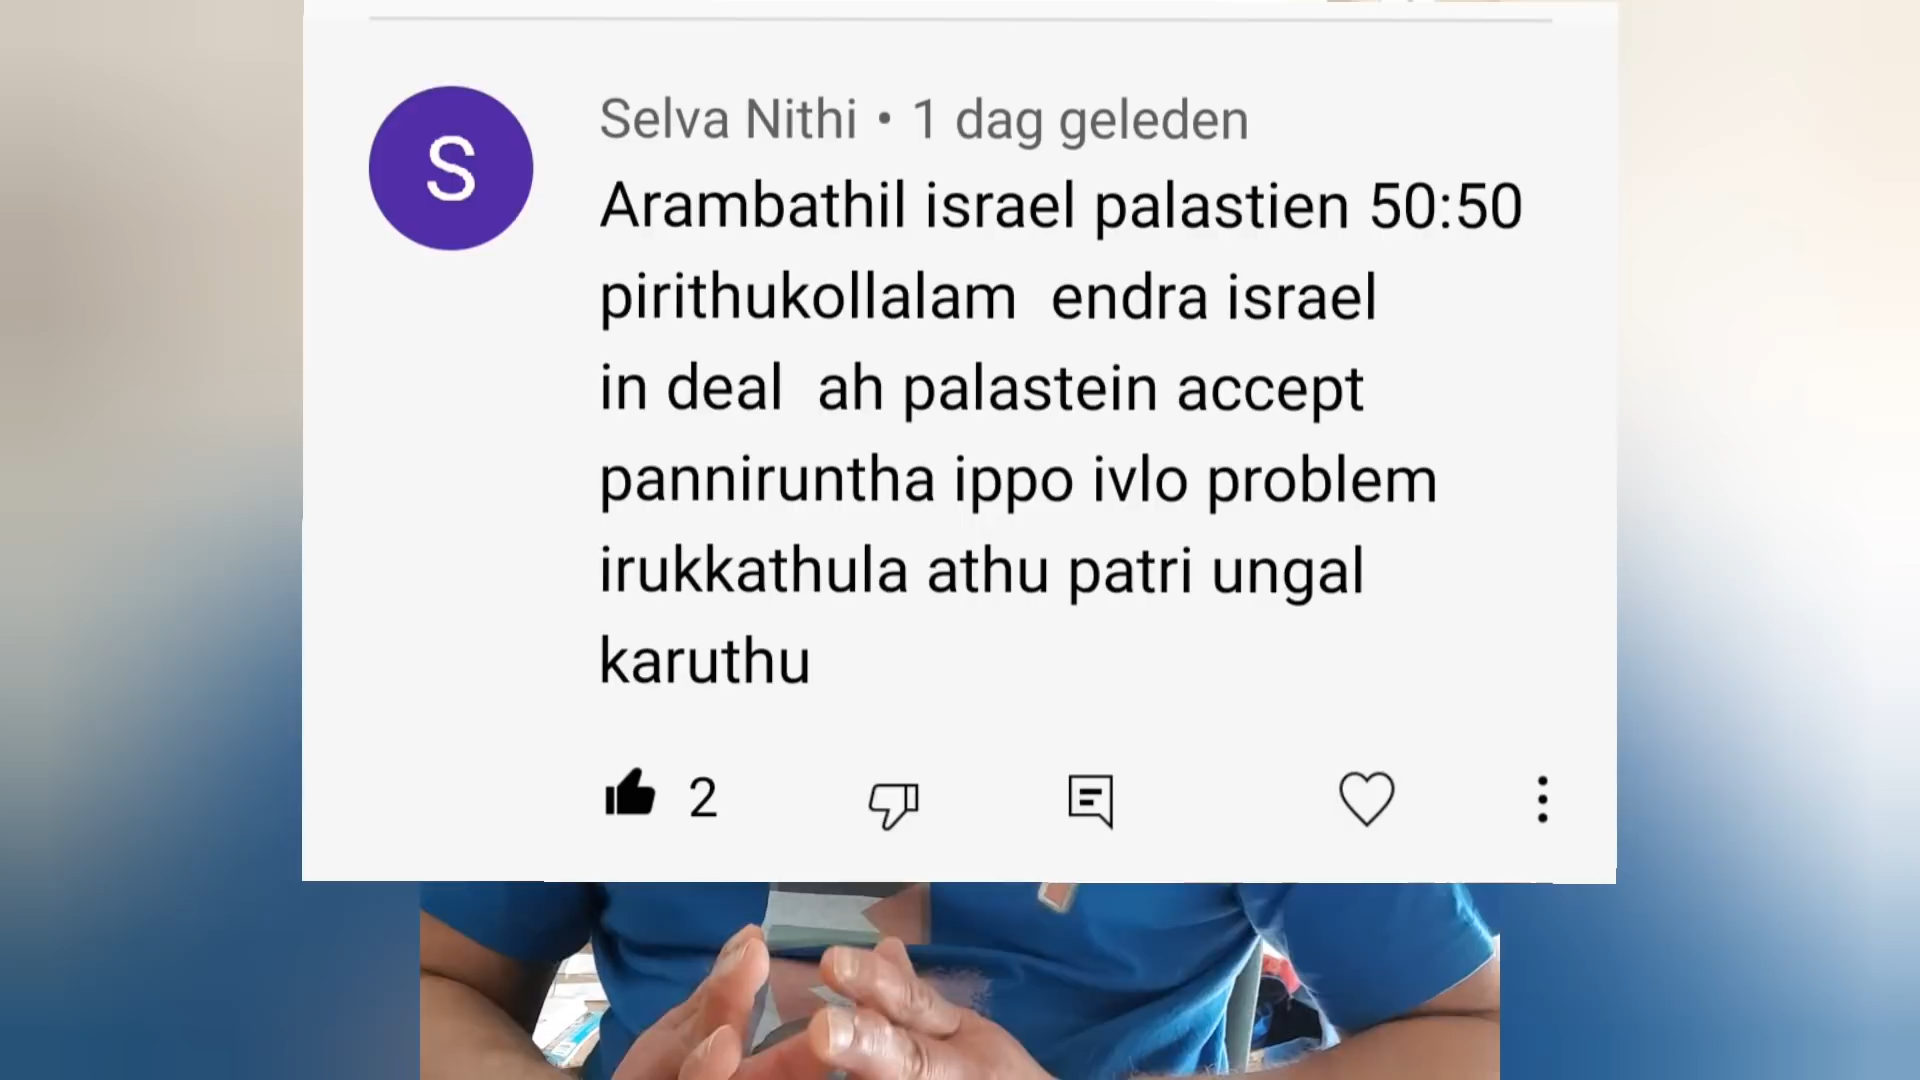 S
Selva Nithi • 1 dag geleden
Arambathil israel palastien 50:50
pirithukollalam endra israel
in deal ah palastein accept
panniruntha ippo ivlo problem
irukkathula athu patri ungal
karuthu
2